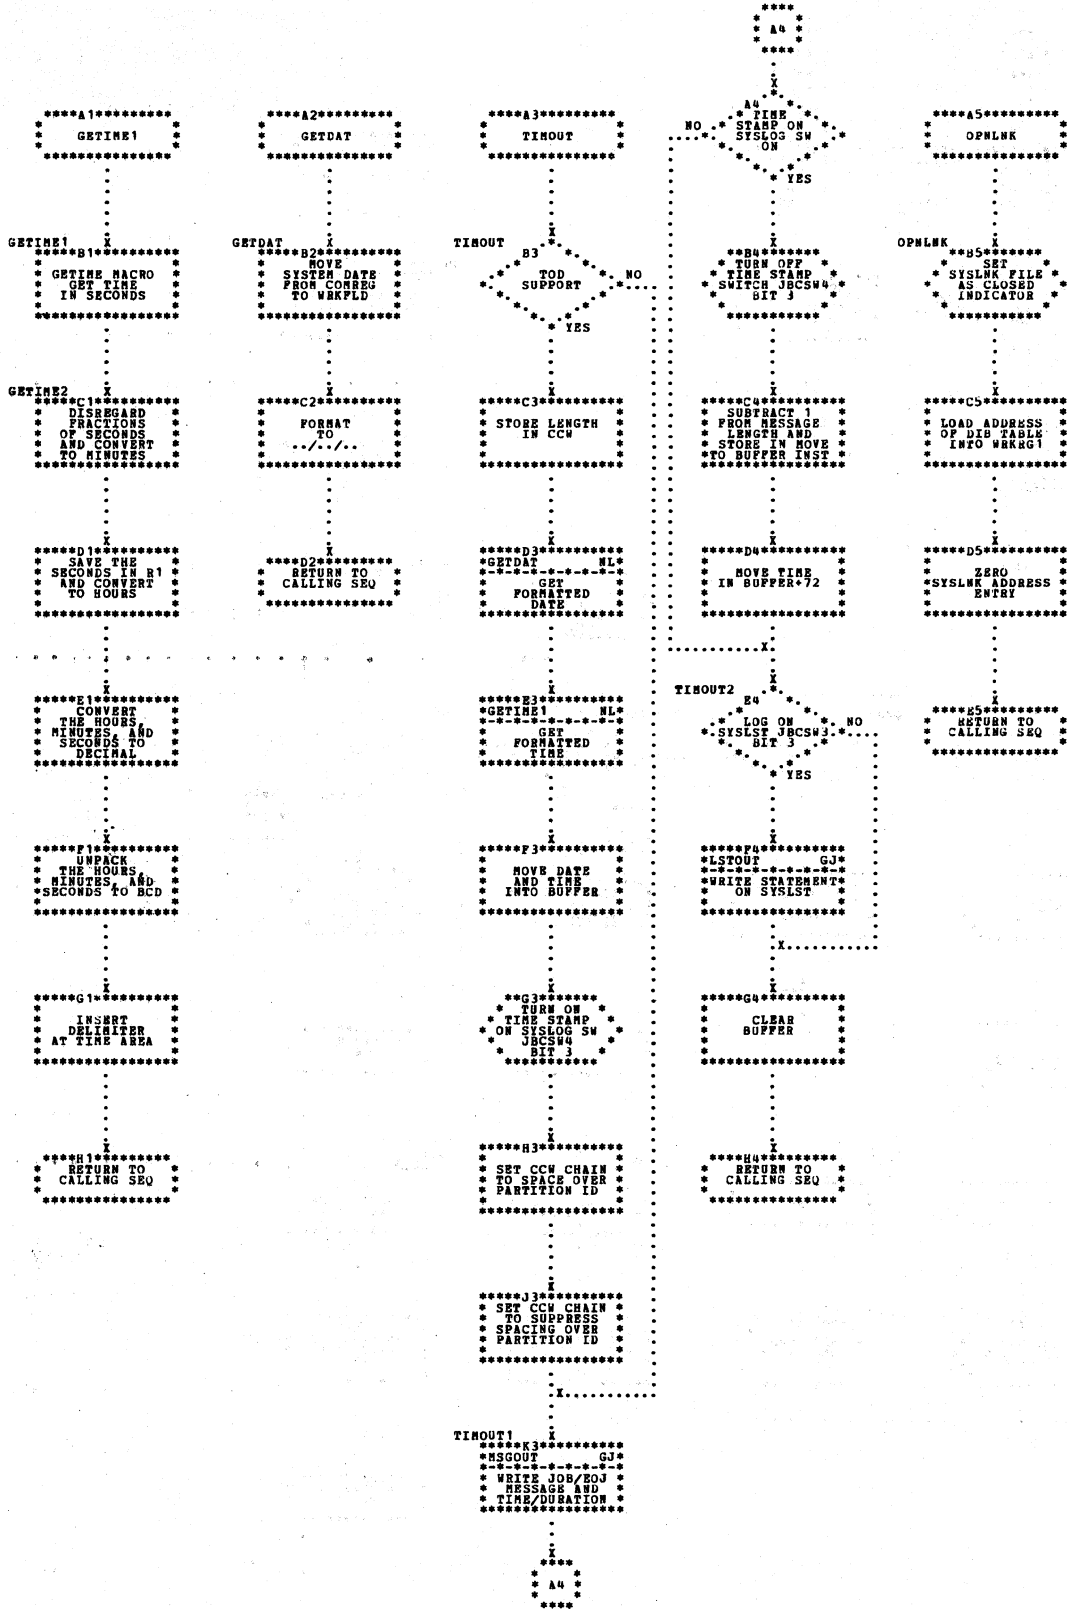 A4
A1
GETIME1
A2
GETDAT
A3
TIMOUT
A4
TIME
STAMP ON
SYSLOG SW
ON
NO
YES
A5
OPNLNK
GETIME1
B1
GETIME MACRO
GET TIME
IN SECONDS
GETDAT
B2
MOVE
SYSTEM DATE
FROM COMREG
TO WRKFLD
TIMOUT
B3
TOD
SUPPORT
NO
YES
B4
TURN OFF
TIME STAMP
SWITCH JBCSW4
BIT 3
OPNLNK
B5
SET
SYSLNK FILE
AS CLOSED
INDICATOR
GETIME2
C1
DISREGARD
FRACTIONS
OF SECONDS
AND CONVERT
TO MINUTES
C2
FORMAT
TO
../../..
C3
STORE LENGTH
IN CCW
C4
SUBTRACT 1
FROM MESSAGE
LENGTH AND
STORE IN MOVE
TO BUFFER INST
C5
LOAD ADDRESS
OF DIB TABLE
INTO WRKRG1
D1
SAVE THE
SECONDS IN R1
AND CONVERT
TO HOURS
D2
RETURN TO
CALLING SEQ
D3
GETDAT NL
GET
FORMATTED
DATE
D4
MOVE TIME
IN BUFFER+72
D5
ZERO
SYSLNK ADDRESS
ENTRY
E1
CONVERT
THE HOURS,
MINUTES, AND
SECONDS TO
DECIMAL
E3
GETIME1 NL
GET
FORMATTED
TIME
TIMOUT2
E4
LOG ON
SYSLST JBCSW3
BIT 3
NO
YES
E5
RETURN TO
CALLING SEQ
F1
UNPACK
THE HOURS,
MINUTES, AND
SECONDS TO BCD
F3
MOVE DATE
AND TIME
INTO BUFFER
F4
LSTOUT GJ
WRITE STATEMENT
ON SYSLST
G1
INSERT
DELIMITER
AT TIME AREA
G3
TURN ON
TIME STAMP
ON SYSLOG SW
JBCSW4
BIT 3
G4
CLEAR
BUFFER
H1
RETURN TO
CALLING SEQ
H3
SET CCW CHAIN
TO SPACE OVER
PARTITION ID
H4
RETURN TO
CALLING SEQ
J3
SET CCW CHAIN
TO SUPPRESS
SPACING OVER
PARTITION ID
TIMOUT1
K3
MSGOUT GJ
WRITE JOB/EOJ
MESSAGE AND
TIME/DURATION
A4